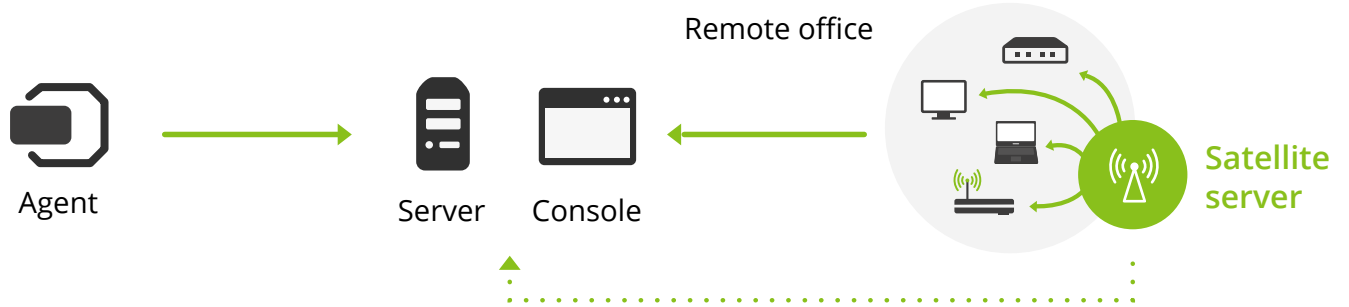 Remote office
Agent
Server
Console
Satellite
server